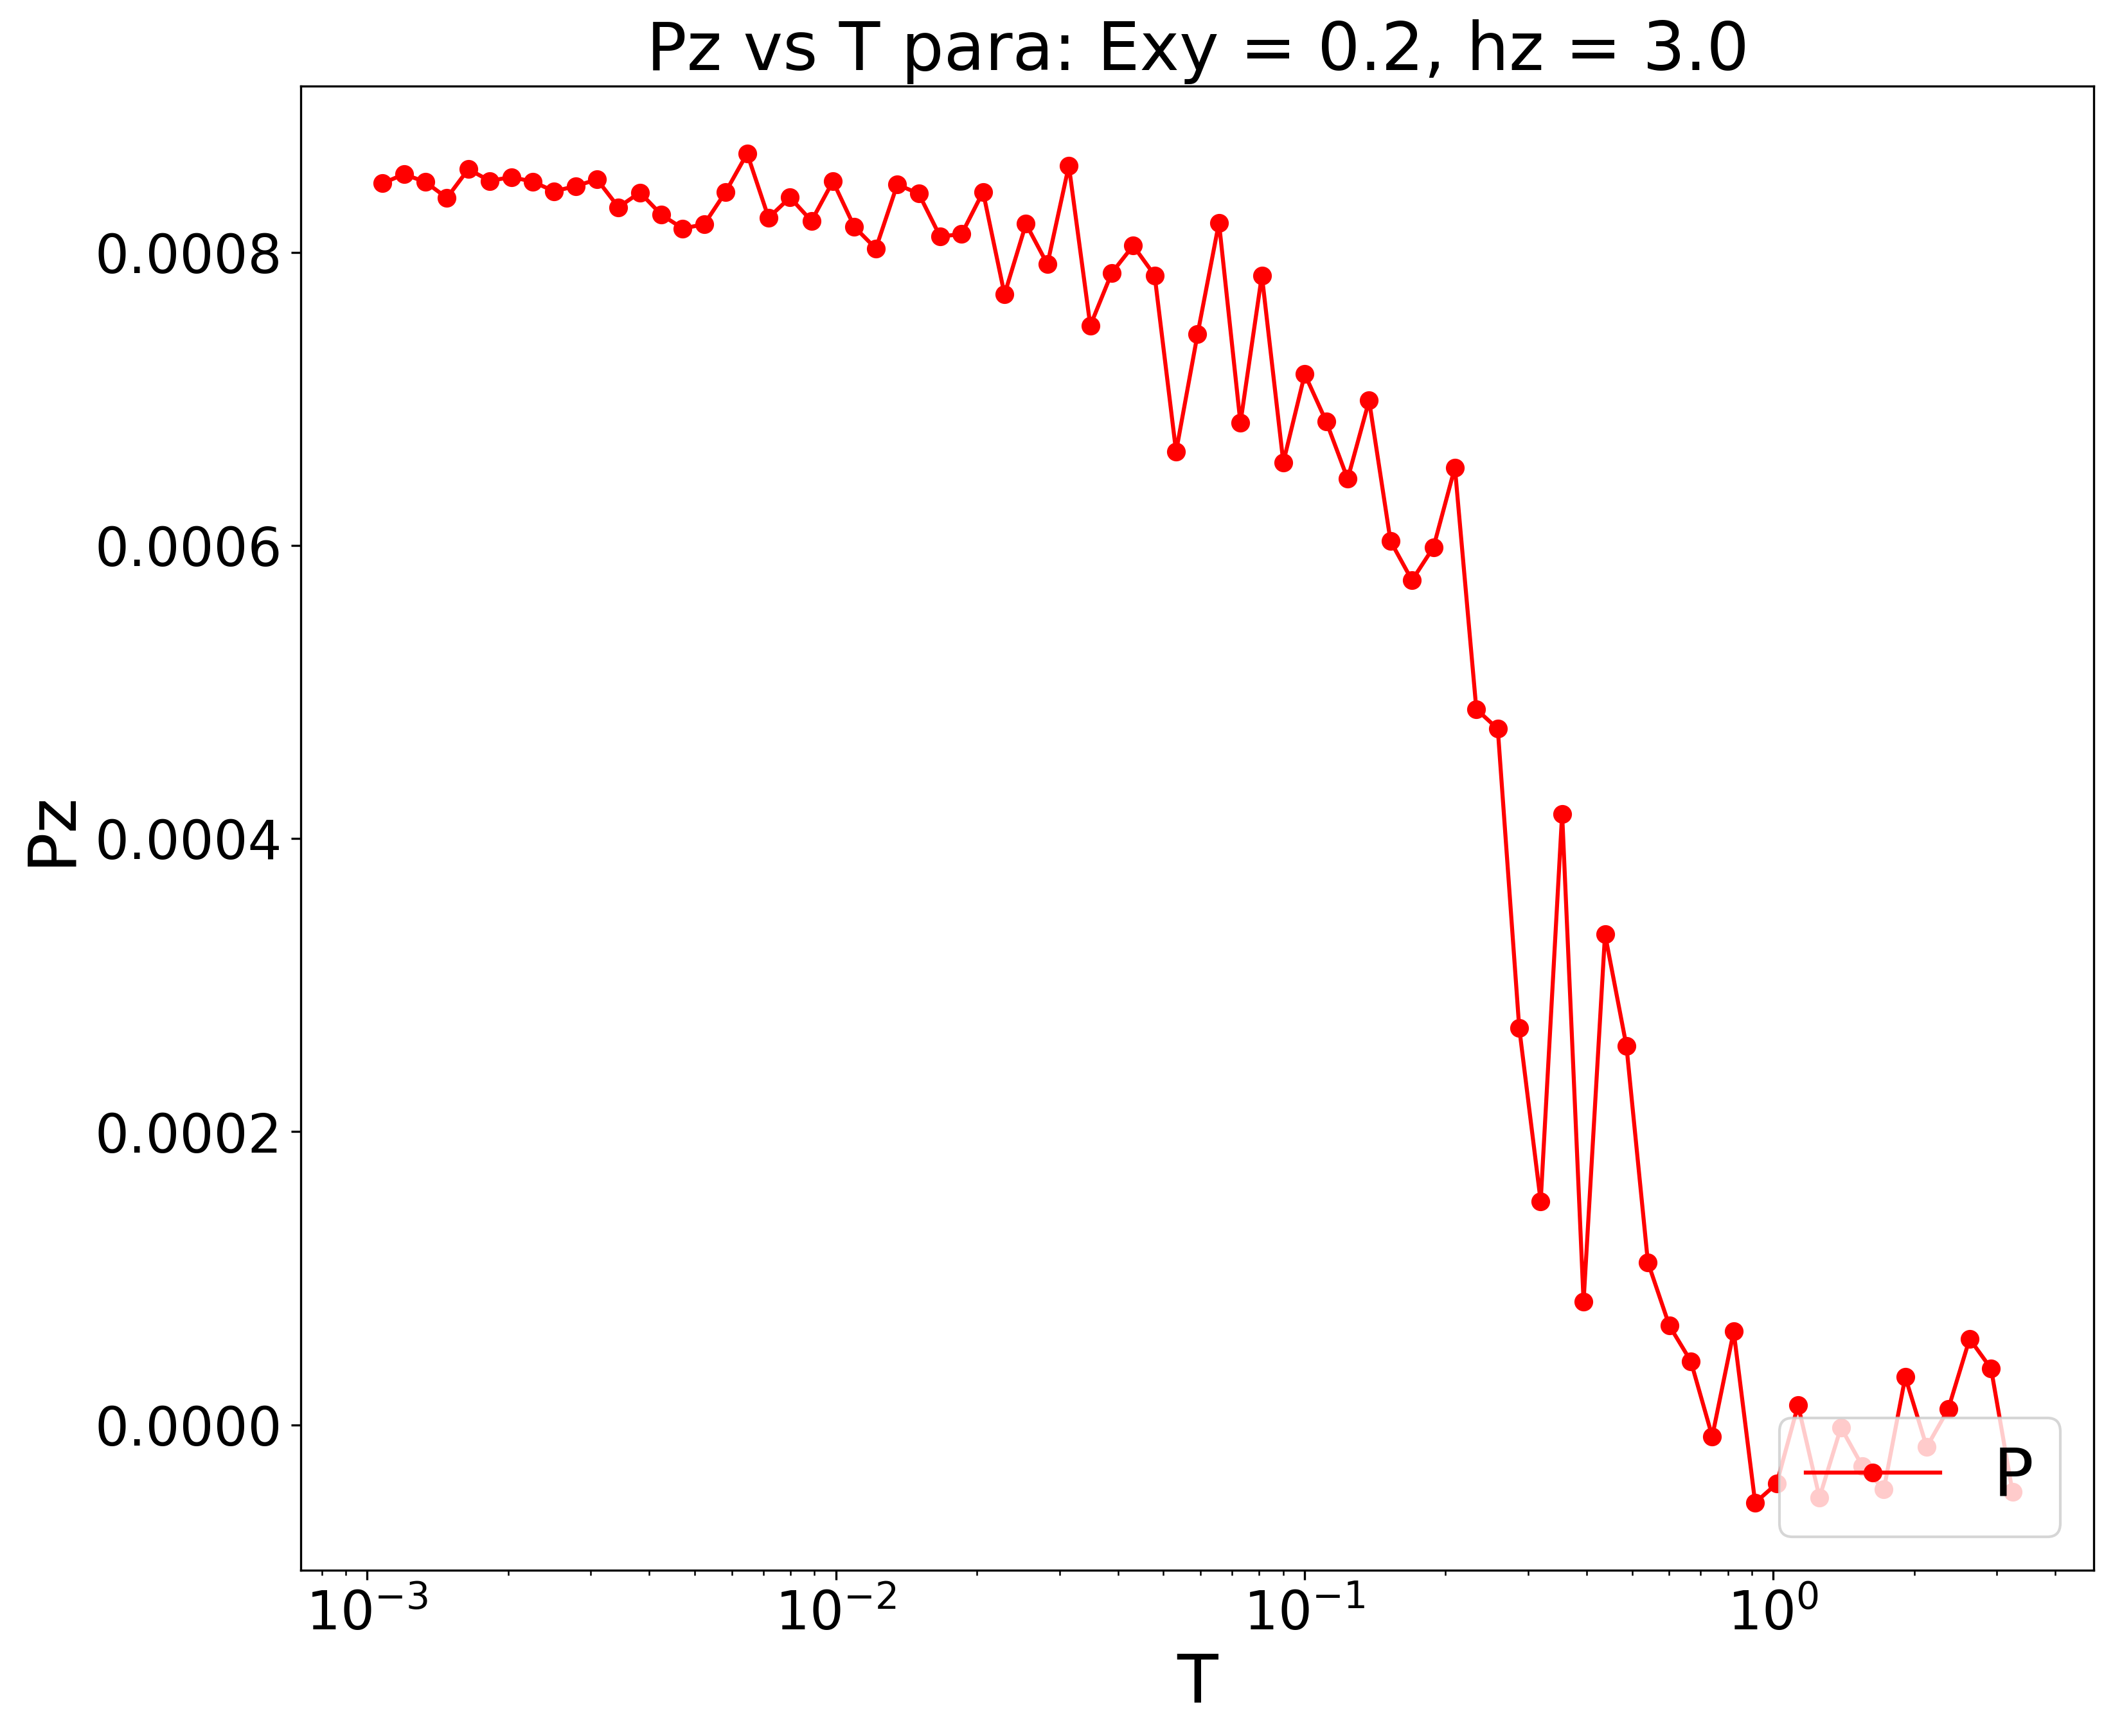 Pz vs T para: Exy = 0.2, hz = 3.0
Pz
0.0008
0.0006
0.0004
0.0002
0.0000
P
10⁻³ 10⁻² 10⁻¹ 10⁰
T